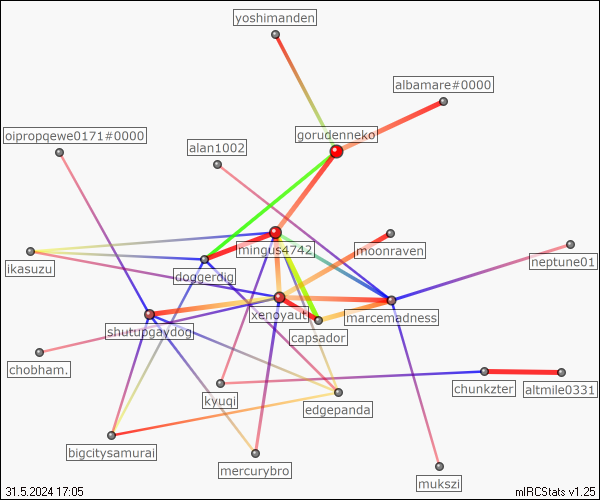 yoshimanden
albamare#0000
oipropqewe0171#0000
gorudenneko
alan1002
mingus4742
moonraven
neptune01
ikasuzu
doggerdig
xenoyaut
marcemadness
shutupgaydog
capsador
chobham.
kyuqi
chunkzter
altmile0331
edgepanda
bigcitysamurai
mercurybro
mukszi
31.5.2024 17:05
mIRCStats v1.25